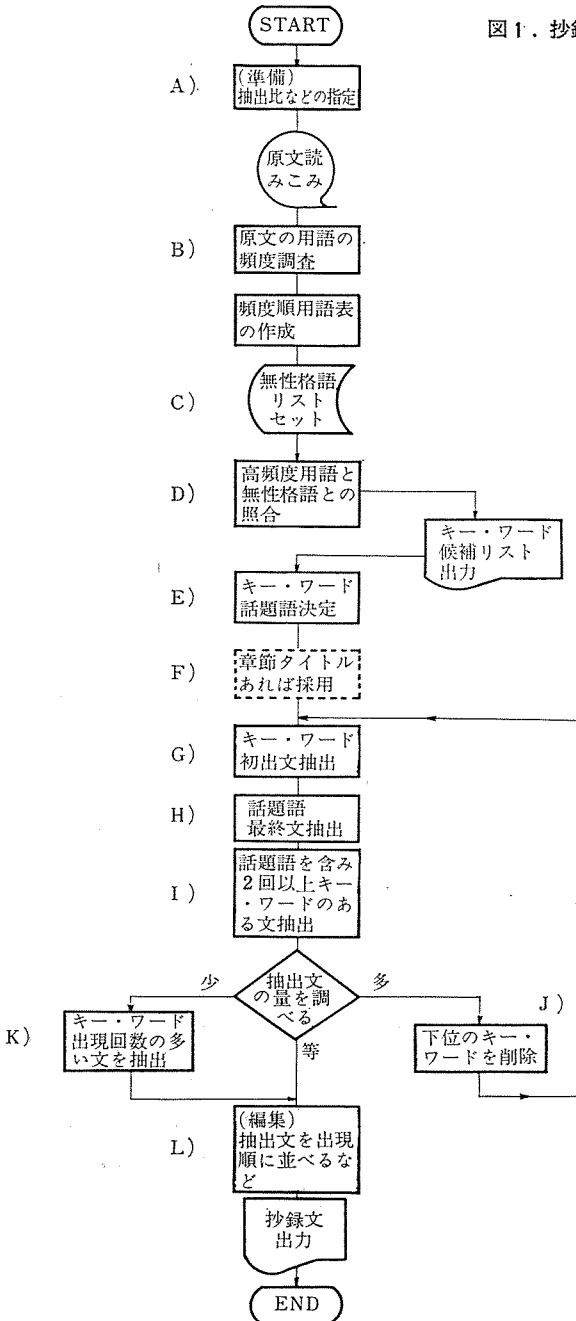 START
図1．抄
A)
(準備)
抽出比などの指定
原文読
みこみ
B)
原文の用語の
頻度調査
頻度順用語表
の作成
C)
無性格語
リスト
セット
D)
高頻度用語と
無性格語との
照合
キー・ワード
候補リスト
出力
E)
キー・ワード
話題語決定
F)
章節タイトル
あれば採用
G)
キー・ワード
初出文抽出
H)
話題語
最終文抽出
I)
話題語を含み
2回以上キー
・ワードのあ
る文抽出
少
抽出文
の量を調
べる
多
等
J)
下位のキー・
ワードを削除
K)
キー・ワード
出現回数の多
い文を抽出
L)
(編集)
抽出文を出現
順に並べるな
ど
抄録文
出力
END